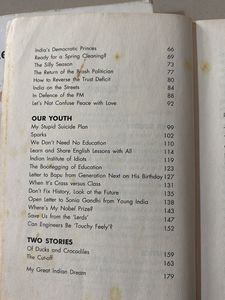 India's Democratic Princes 66
Ready for a Spring Cleaning? 69
The Silly Season 73
The Return of the Brash Politician 77
How to Reverse the Trust Deficit 80
India on the Streets 84
In Defence of the PM 88
Let's Not Confuse Peace with Love 92
OUR YOUTH
My Stupid Suicide Plan 99
Sparks 102
We Don't Need No Education 110
Learn and Share English Lessons with All 114
Indian Institute of Idiots 119
The Bootlegging of Education 123
Letter to Bapu from Generation Next on His Birthday 127
When It's Crass versus Class 131
Don't Fix History, Look at the Future 135
Open Letter to Sonia Gandhi from Young India 138
Where's My Nobel Prize? 143
Save Us from the 'Lerds' 147
Can Engineers Be 'Touchy Feely'? 152
TWO STORIES
Of Ducks and Crocodiles 159
The Cut-off 163
My Great Indian Dream 179